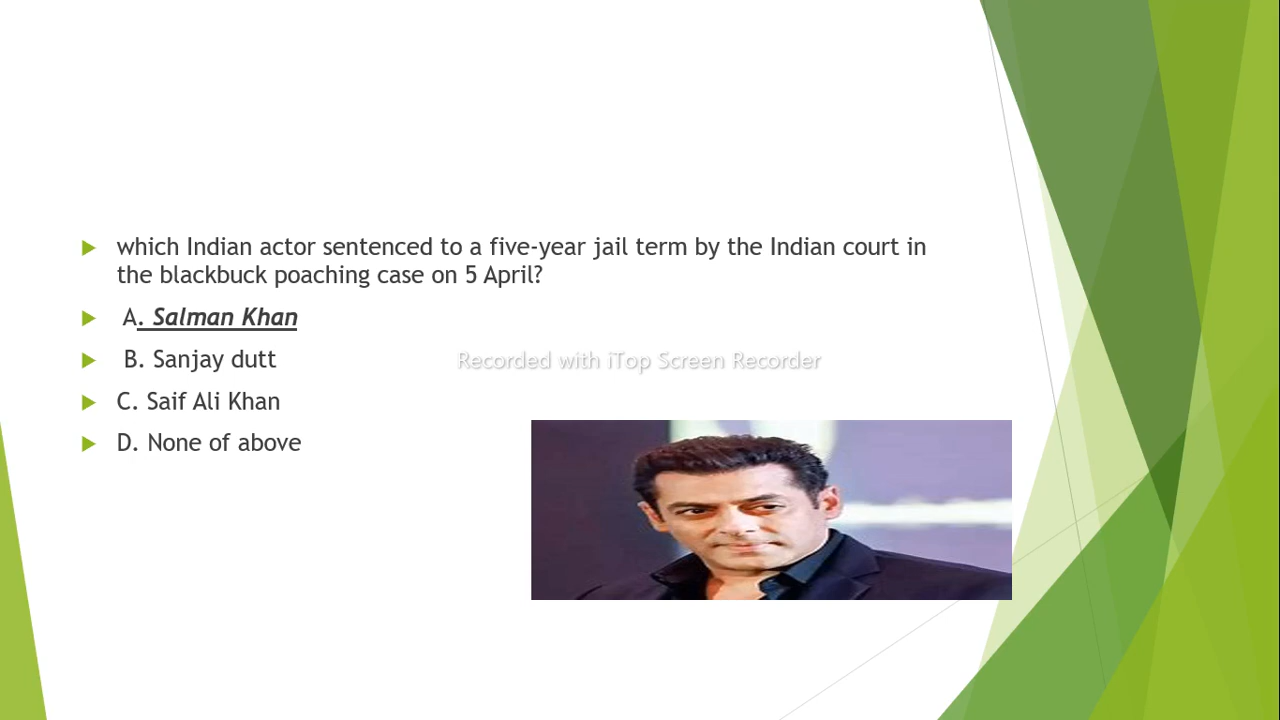 which Indian actor sentenced to a five-year jail term by the Indian court in
the blackbuck poaching case on 5 April?
A. Salman Khan
B. Sanjay dutt
Recorded with iTop Screen Recorder
C. Saif Ali Khan
D. None of above